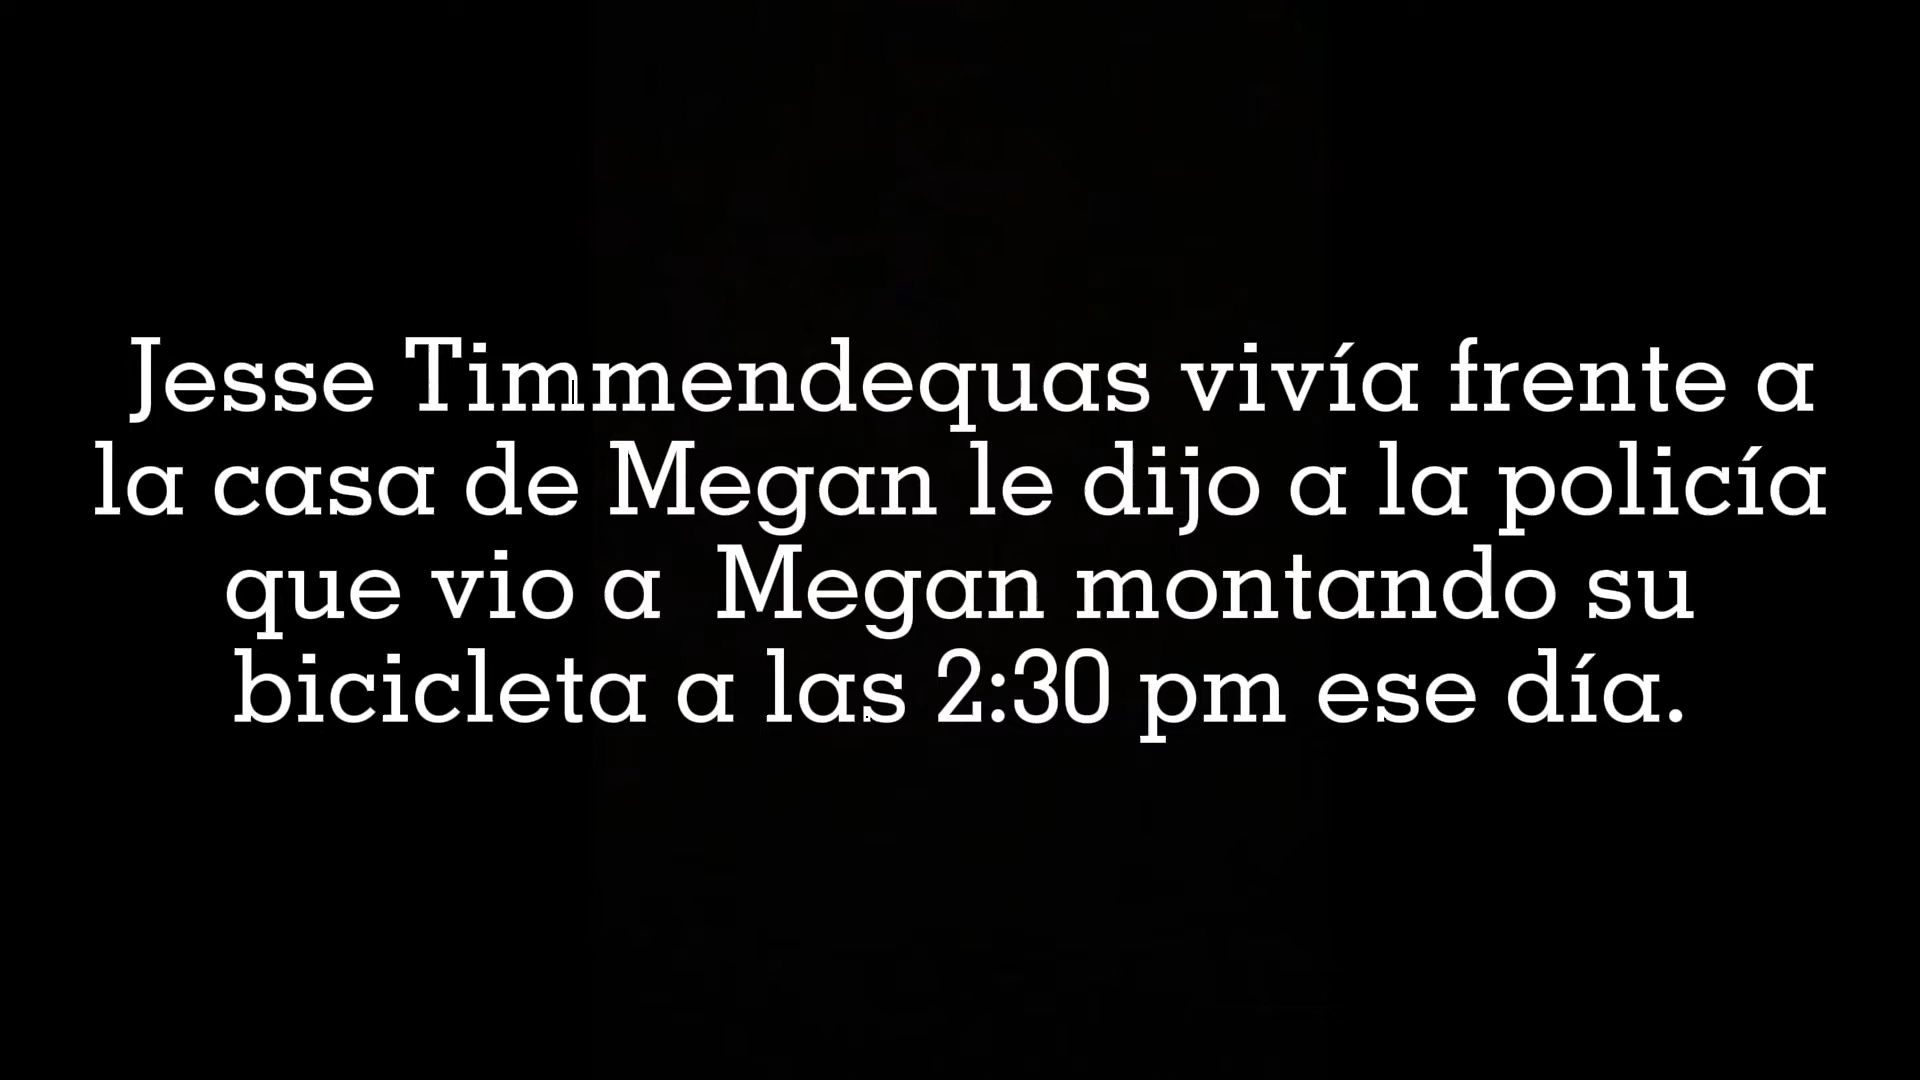 Jesse Timmendequas vivía frente a
la casa de Megan le dijo a la policía
que vio a  Megan montando su
bicicleta a las 2:30 pm ese día.